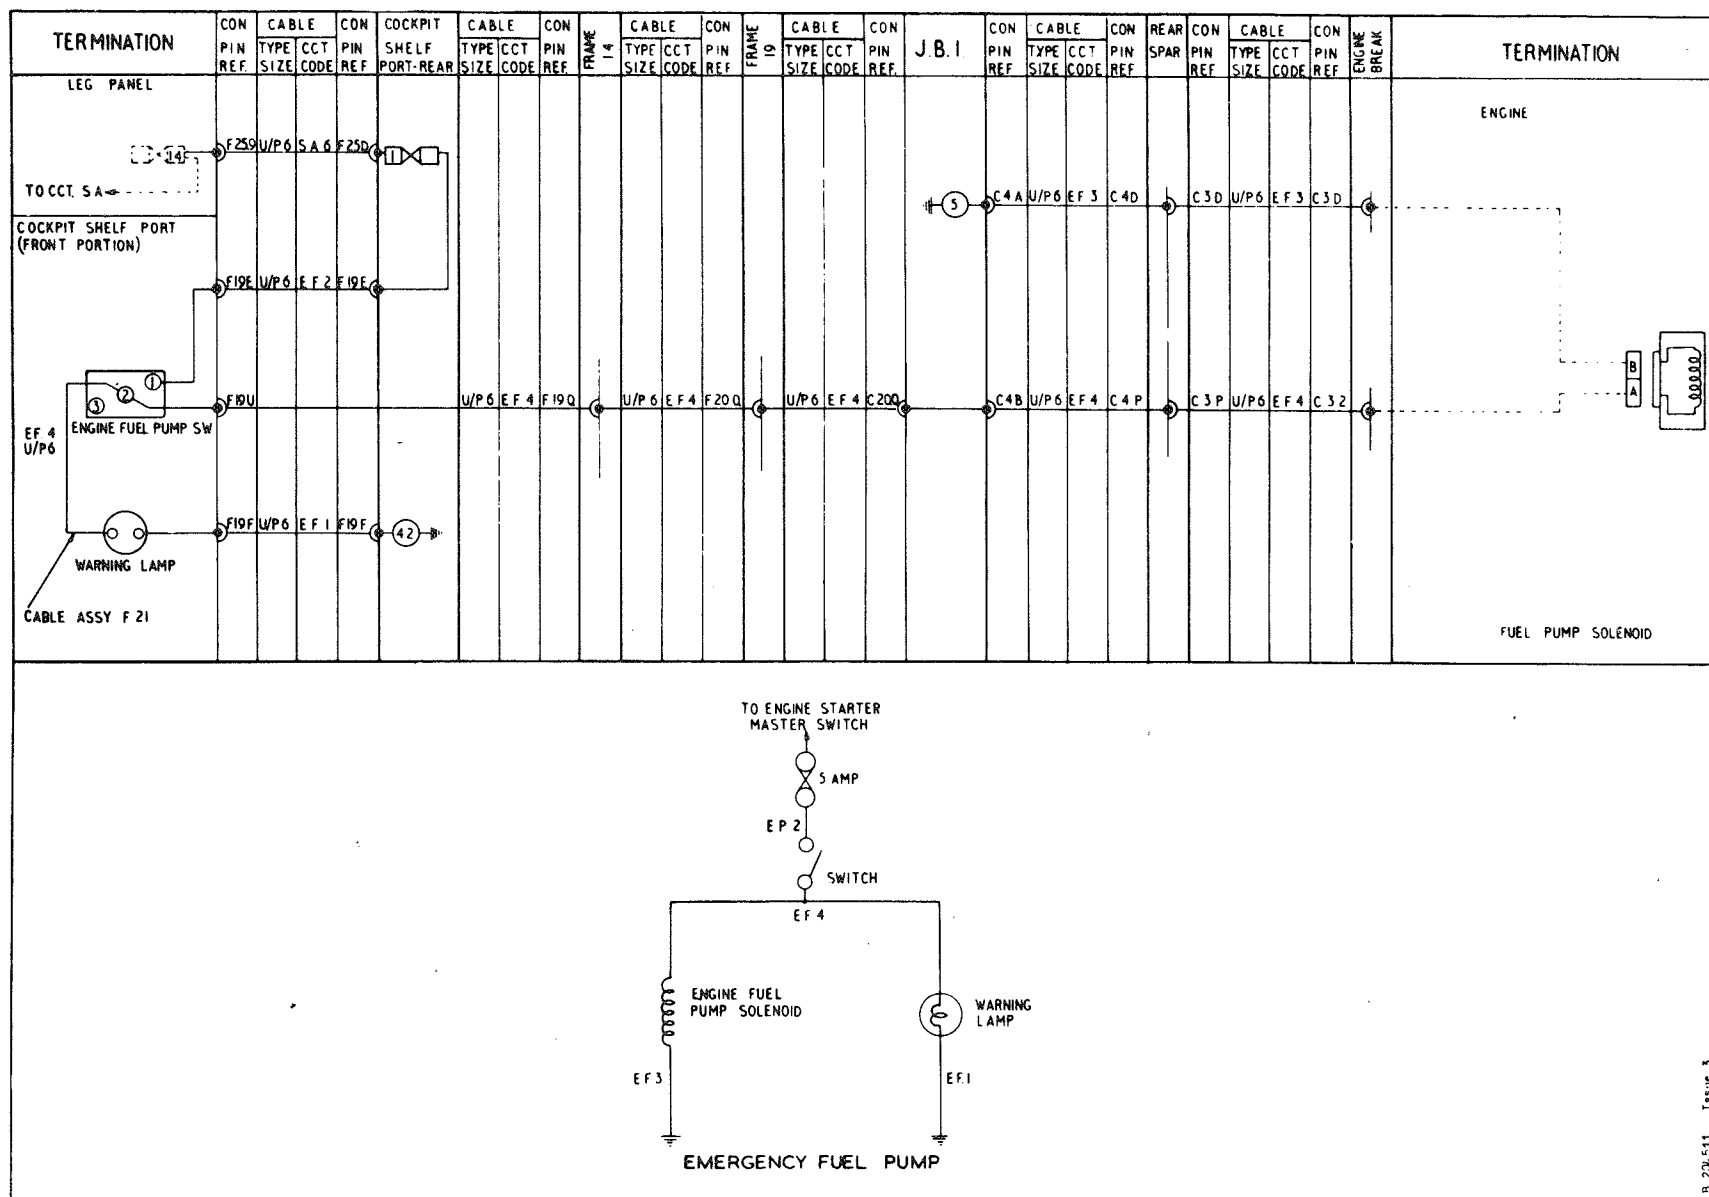 TERMINATION
CON PIN REF.
CABLE
TYPE SIZE
CCT CODE
CON PIN REF
COCKPIT SHELF PORT-REAR
CABLE
TYPE SIZE
CCT CODE
CON PIN REF.
FRAME 14
CABLE
TYPE SIZE
CCT CODE
CON PIN REF
FRAME 19
CABLE
TYPE SIZE
CCT CODE
CON PIN REF.
J.B.1
CON PIN REF
CABLE
TYPE SIZE
CCT CODE
CON PIN REF
REAR SPAR
CON PIN REF
CABLE
TYPE SIZE
CCT CODE
CON PIN REF
ENGINE BREAK
TERMINATION
LEG PANEL
ENGINE
14
F259 U/P6 SA 6 F25D
1
TO CCT. SA
5
C4A U/P6 EF 3 C4D
C3D U/P6 EF 3 C3D
COCKPIT SHELF PORT
(FRONT PORTION)
F19E U/P6 EF 2 F19E
1
2
3
B
A
F19U
U/P6 EF 4 F19Q
U/P6 EF 4 F20Q
U/P6 EF 4 C20Q
C4B U/P6 EF 4 C4P
C3P U/P6 EF 4 C32
ENGINE FUEL PUMP SW
EF 4
U/P6
F19F U/P6 EF 1 F19F
42
WARNING LAMP
CABLE ASSY F 21
FUEL PUMP SOLENOID
TO ENGINE STARTER
MASTER SWITCH
5 AMP
EP 2
SWITCH
EF 4
ENGINE FUEL
PUMP SOLENOID
WARNING
LAMP
EF3
EF.1
EMERGENCY FUEL PUMP
Issue 3